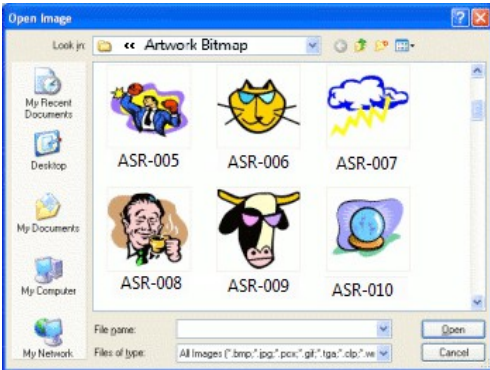 Open Image
Look in:
<< Artwork Bitmap
My Recent
Documents
Desktop
My Documents
My Computer
My Network
ASR-005
ASR-006
ASR-007
ASR-008
ASR-009
ASR-010
File name:
Open
Files of type:
All Images (*.bmp;*.jpg;*.pcx;*.gif;*.tga;*.clp;*.we
Cancel